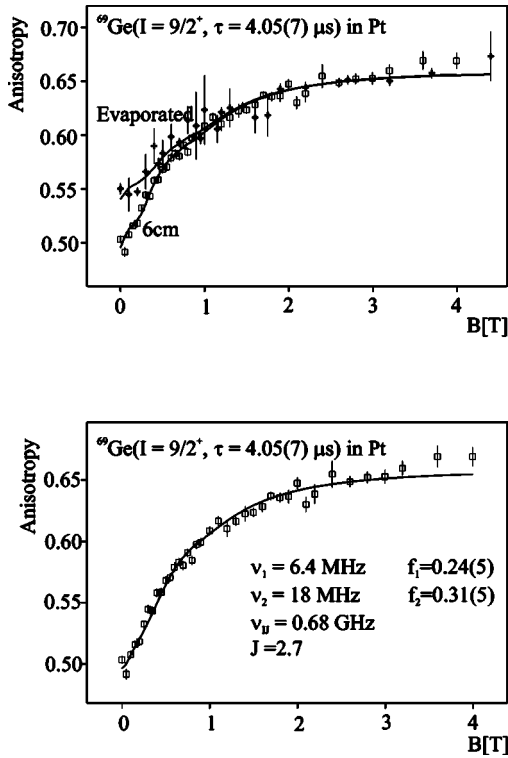 ⁶⁹Ge(I = 9/2⁺, τ = 4.05(7) μs) in Pt
Anisotropy
0.70
0.65
0.60
0.55
0.50
Evaporated
6cm
0
1
2
3
4
B[T]
⁶⁹Ge(I = 9/2⁺, τ = 4.05(7) μs) in Pt
Anisotropy
0.65
0.60
0.55
0.50
ν₁ = 6.4 MHz f₁=0.24(5)
ν₂ = 18 MHz f₂=0.31(5)
ν_IJ = 0.68 GHz
J =2.7
0
1
2
3
4
B[T]